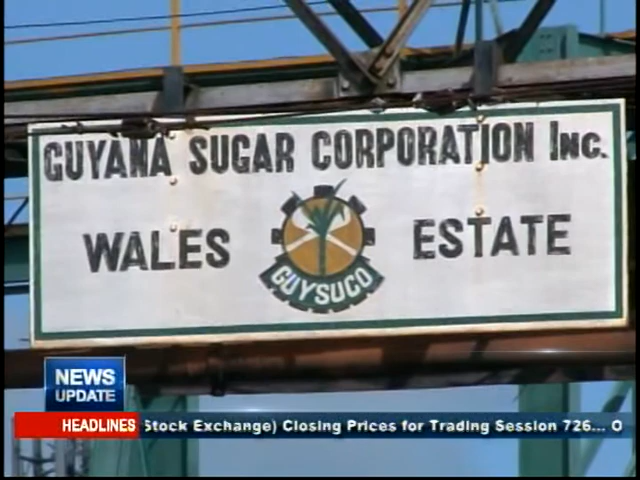 GUYANA SUGAR CORPORATION Inc.
WALES ESTATE
GUYSUCO
NEWS
UPDATE
HEADLINES Stock Exchange) Closing Prices for Trading Session 726... O